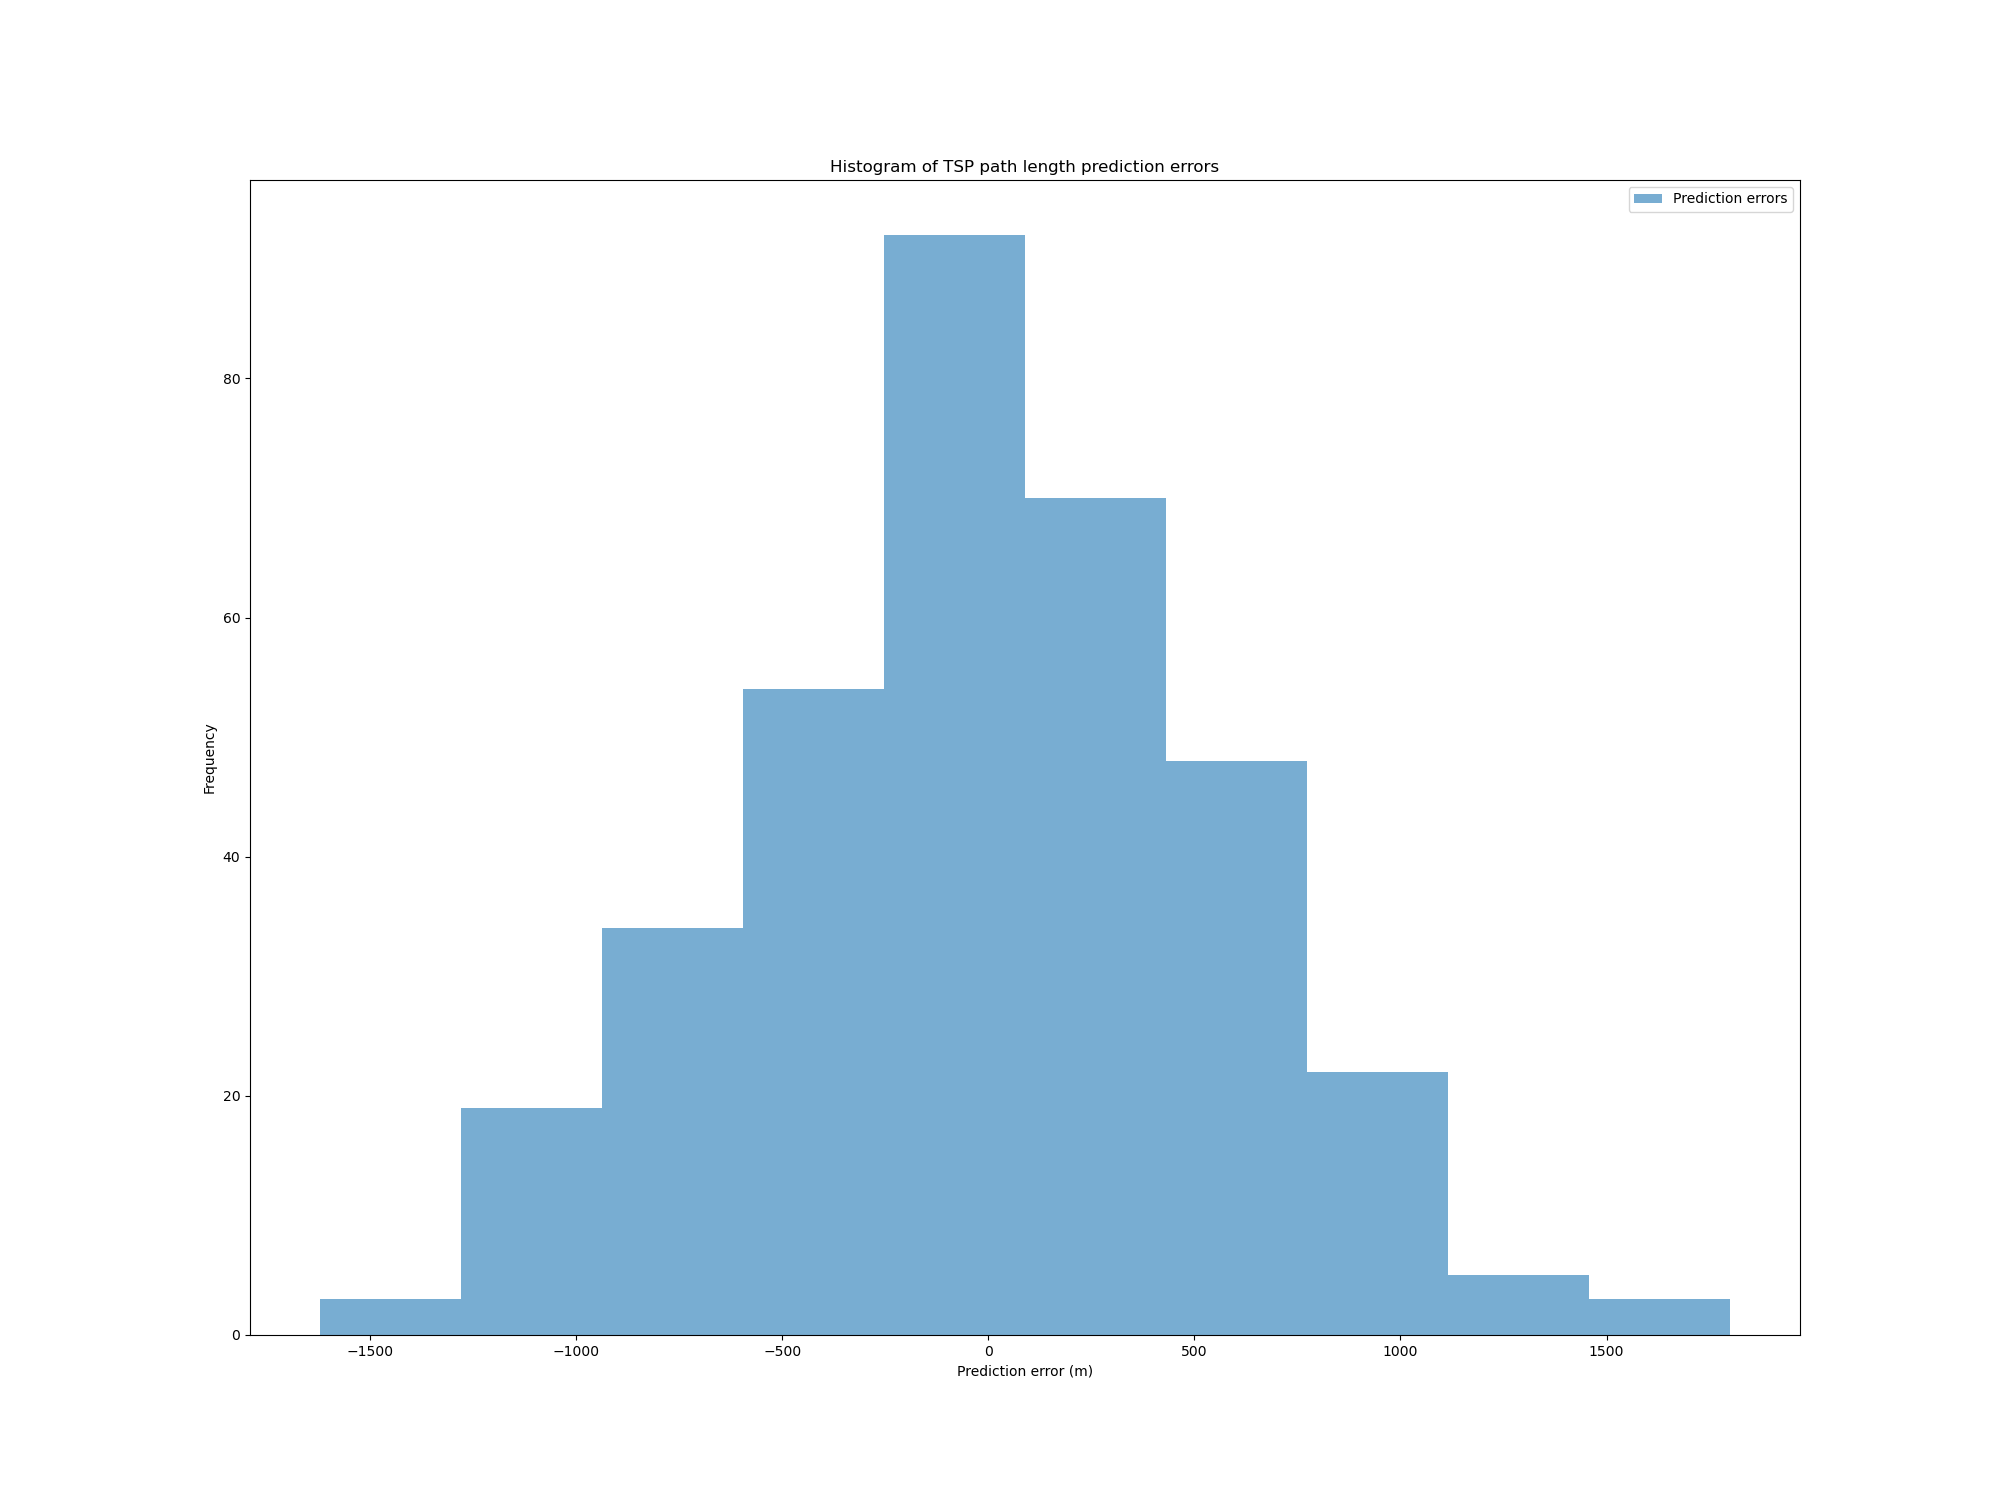 Histogram of TSP path length prediction errors
Prediction errors
Frequency
80
60
40
20
0
−1500 −1000 −500 0 500 1000 1500
Prediction error (m)